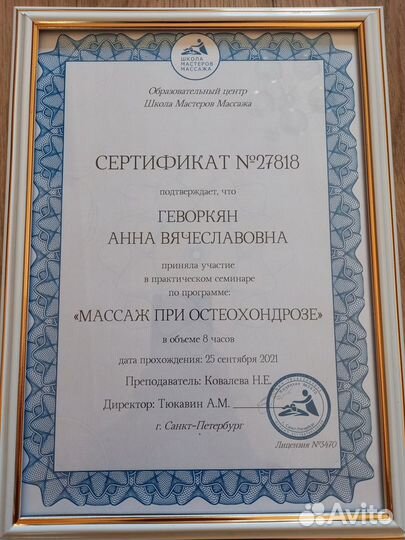 ШКОЛА
МАСТЕРОВ
МАССАЖА
Образовательный центр
Школа Мастеров Массажа
СЕРТИФИКАТ №27818
подтверждает, что
ГЕВОРКЯН
АННА ВЯЧЕСЛАВОВНА
приняла участие
в практическом семинаре
по программе:
«МАССАЖ ПРИ ОСТЕОХОНДРОЗЕ»
в объеме 8 часов
дата прохождения: 25 сентября 2021
Преподаватель: Ковалева Н.Е.
Директор: Тюкавин А.М.
г. Санкт-Петербург
Лицензия №3470
Avito